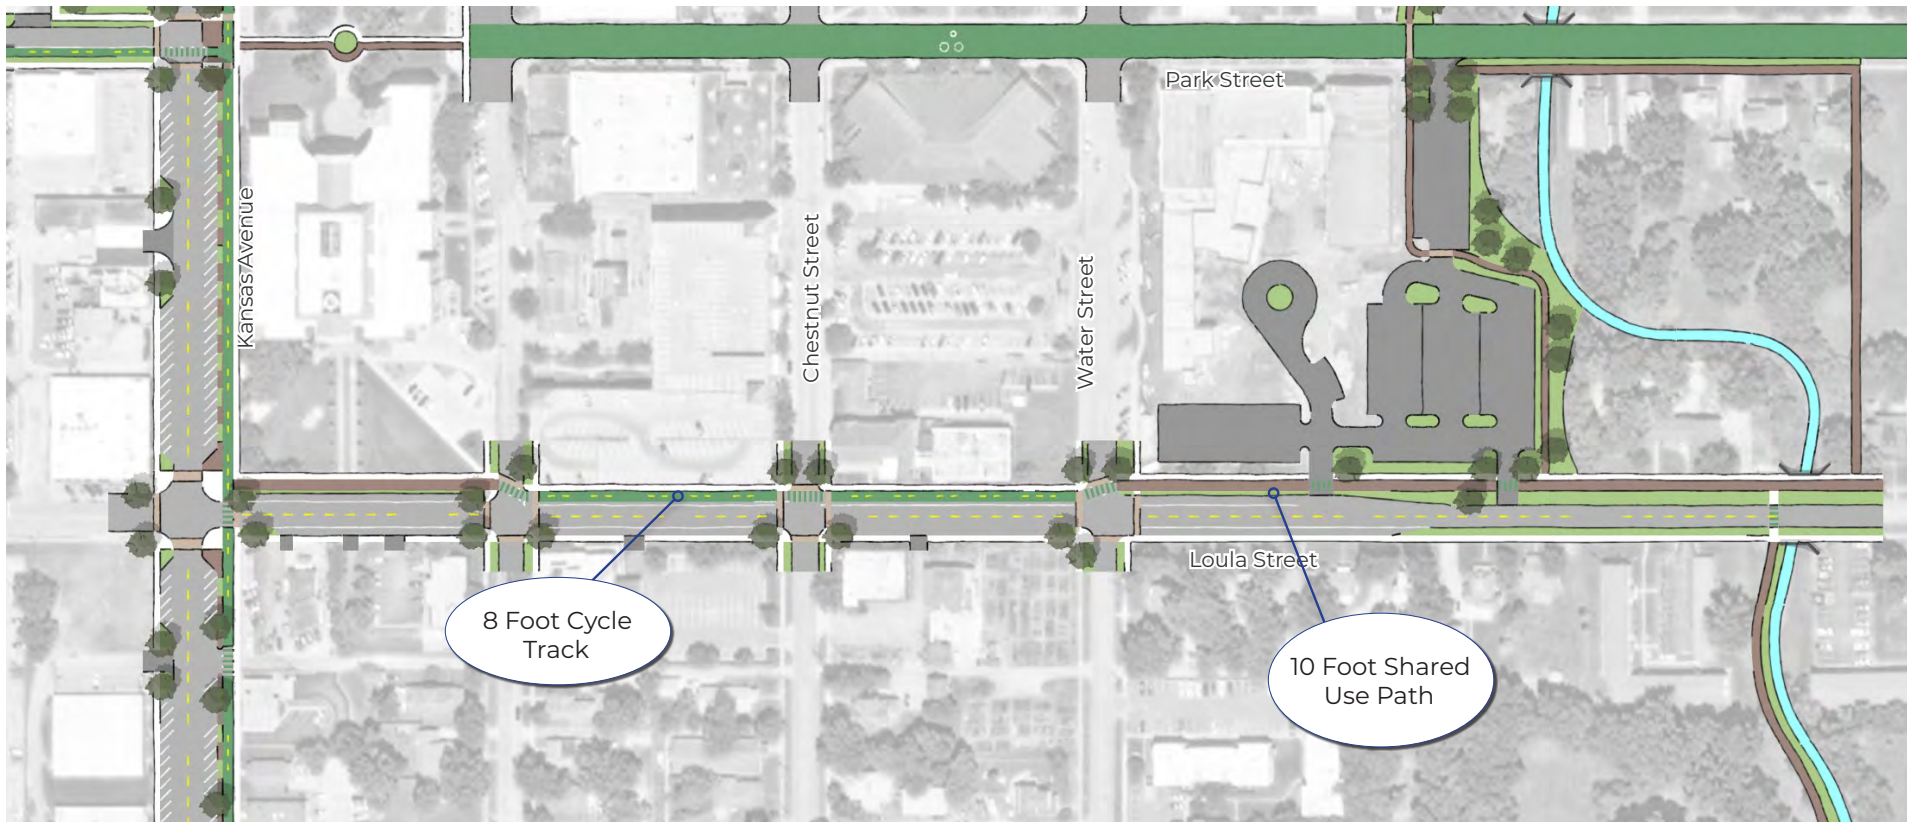 Park Street
Kansas Avenue
Chestnut Street
Water Street
Loula Street
8 Foot Cycle
Track
10 Foot Shared
Use Path